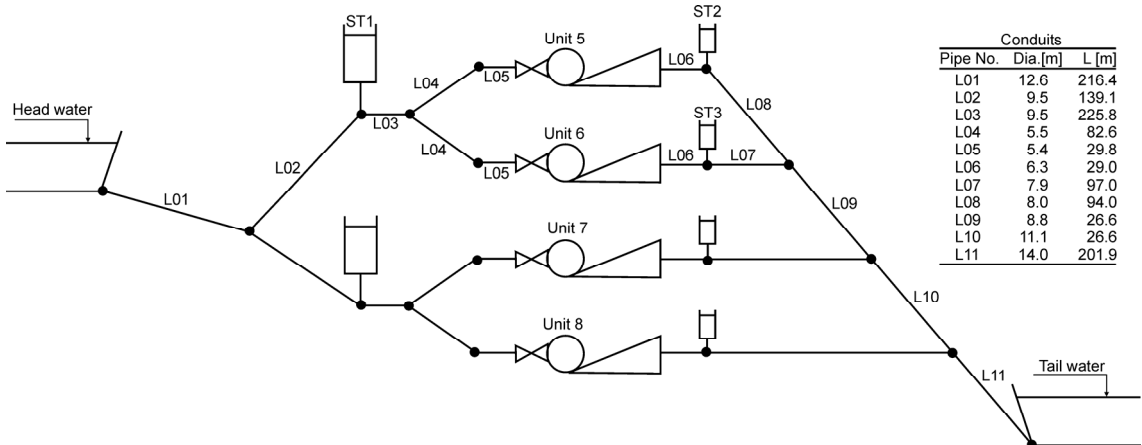 ST1
ST2
Unit 5
L06
L04
L05
Head water
L03
L08
ST3
Unit 6
L04
L02
L05
L06
L07
L01
L09
Unit 7
L10
Unit 8
L11
Tail water
Conduits
Pipe No. Dia.[m] L [m]
L01 12.6 216.4
L02 9.5 139.1
L03 9.5 225.8
L04 5.5 82.6
L05 5.4 29.8
L06 6.3 29.0
L07 7.9 97.0
L08 8.0 94.0
L09 8.8 26.6
L10 11.1 26.6
L11 14.0 201.9